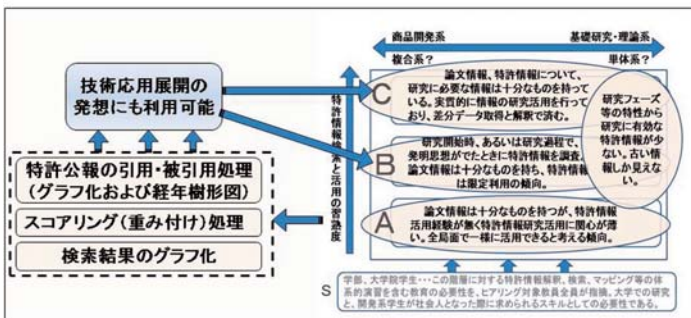 商品開発系 基礎研究・理論系
複合系? 単体系?
技術応用展開の
発想にも利用可能
特許公報の引用・被引用処理
(グラフ化および経年樹形図)
スコアリング(重み付け)処理
検索結果のグラフ化
特許情報検索と活用の習熟度
C
論文情報、特許情報について、
研究に必要な情報は十分なものを持って
いる。実質的に情報の研究活用を行って
おり、差分データ取得と解釈で済む。
B
研究開始時、あるいは研究過程で、
発明思想がでたときに特許情報を調査。
論文情報は十分なものを持ち、特許情報
は限定利用の傾向。
A
論文情報は十分なものを持つが、特許情報
活用経験が無く特許情報研究活用に関心が薄
い。全局面で一様に活用できると考える傾向。
研究フェーズ
等の特性から
研究に有効な
特許情報が
少ない。古い情
報しか見えな
い。
S
学部、大学院学生・・・この階層に対する特許情報解釈、検索、マッピング等の体
系的演習を含む教育の必要性を、ヒアリング対象教員全員が指摘。大学での研究
と、開発系学生が社会人となった際に求められるスキルとしての必要性である。